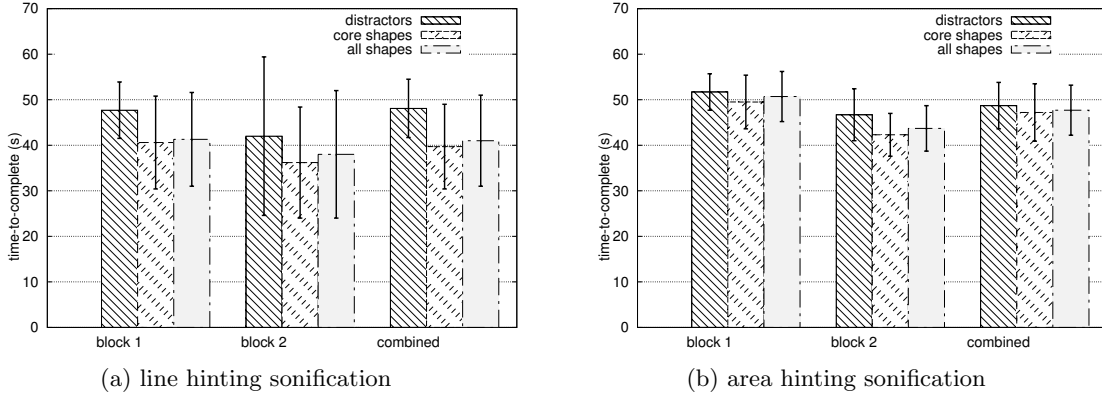 70
60
50
40
30
20
10
0
time-to-complete (s)
distractors
core shapes
all shapes
block 1 block 2 combined
(a) line hinting sonification
70
60
50
40
30
20
10
0
time-to-complete (s)
distractors
core shapes
all shapes
block 1 block 2 combined
(b) area hinting sonification